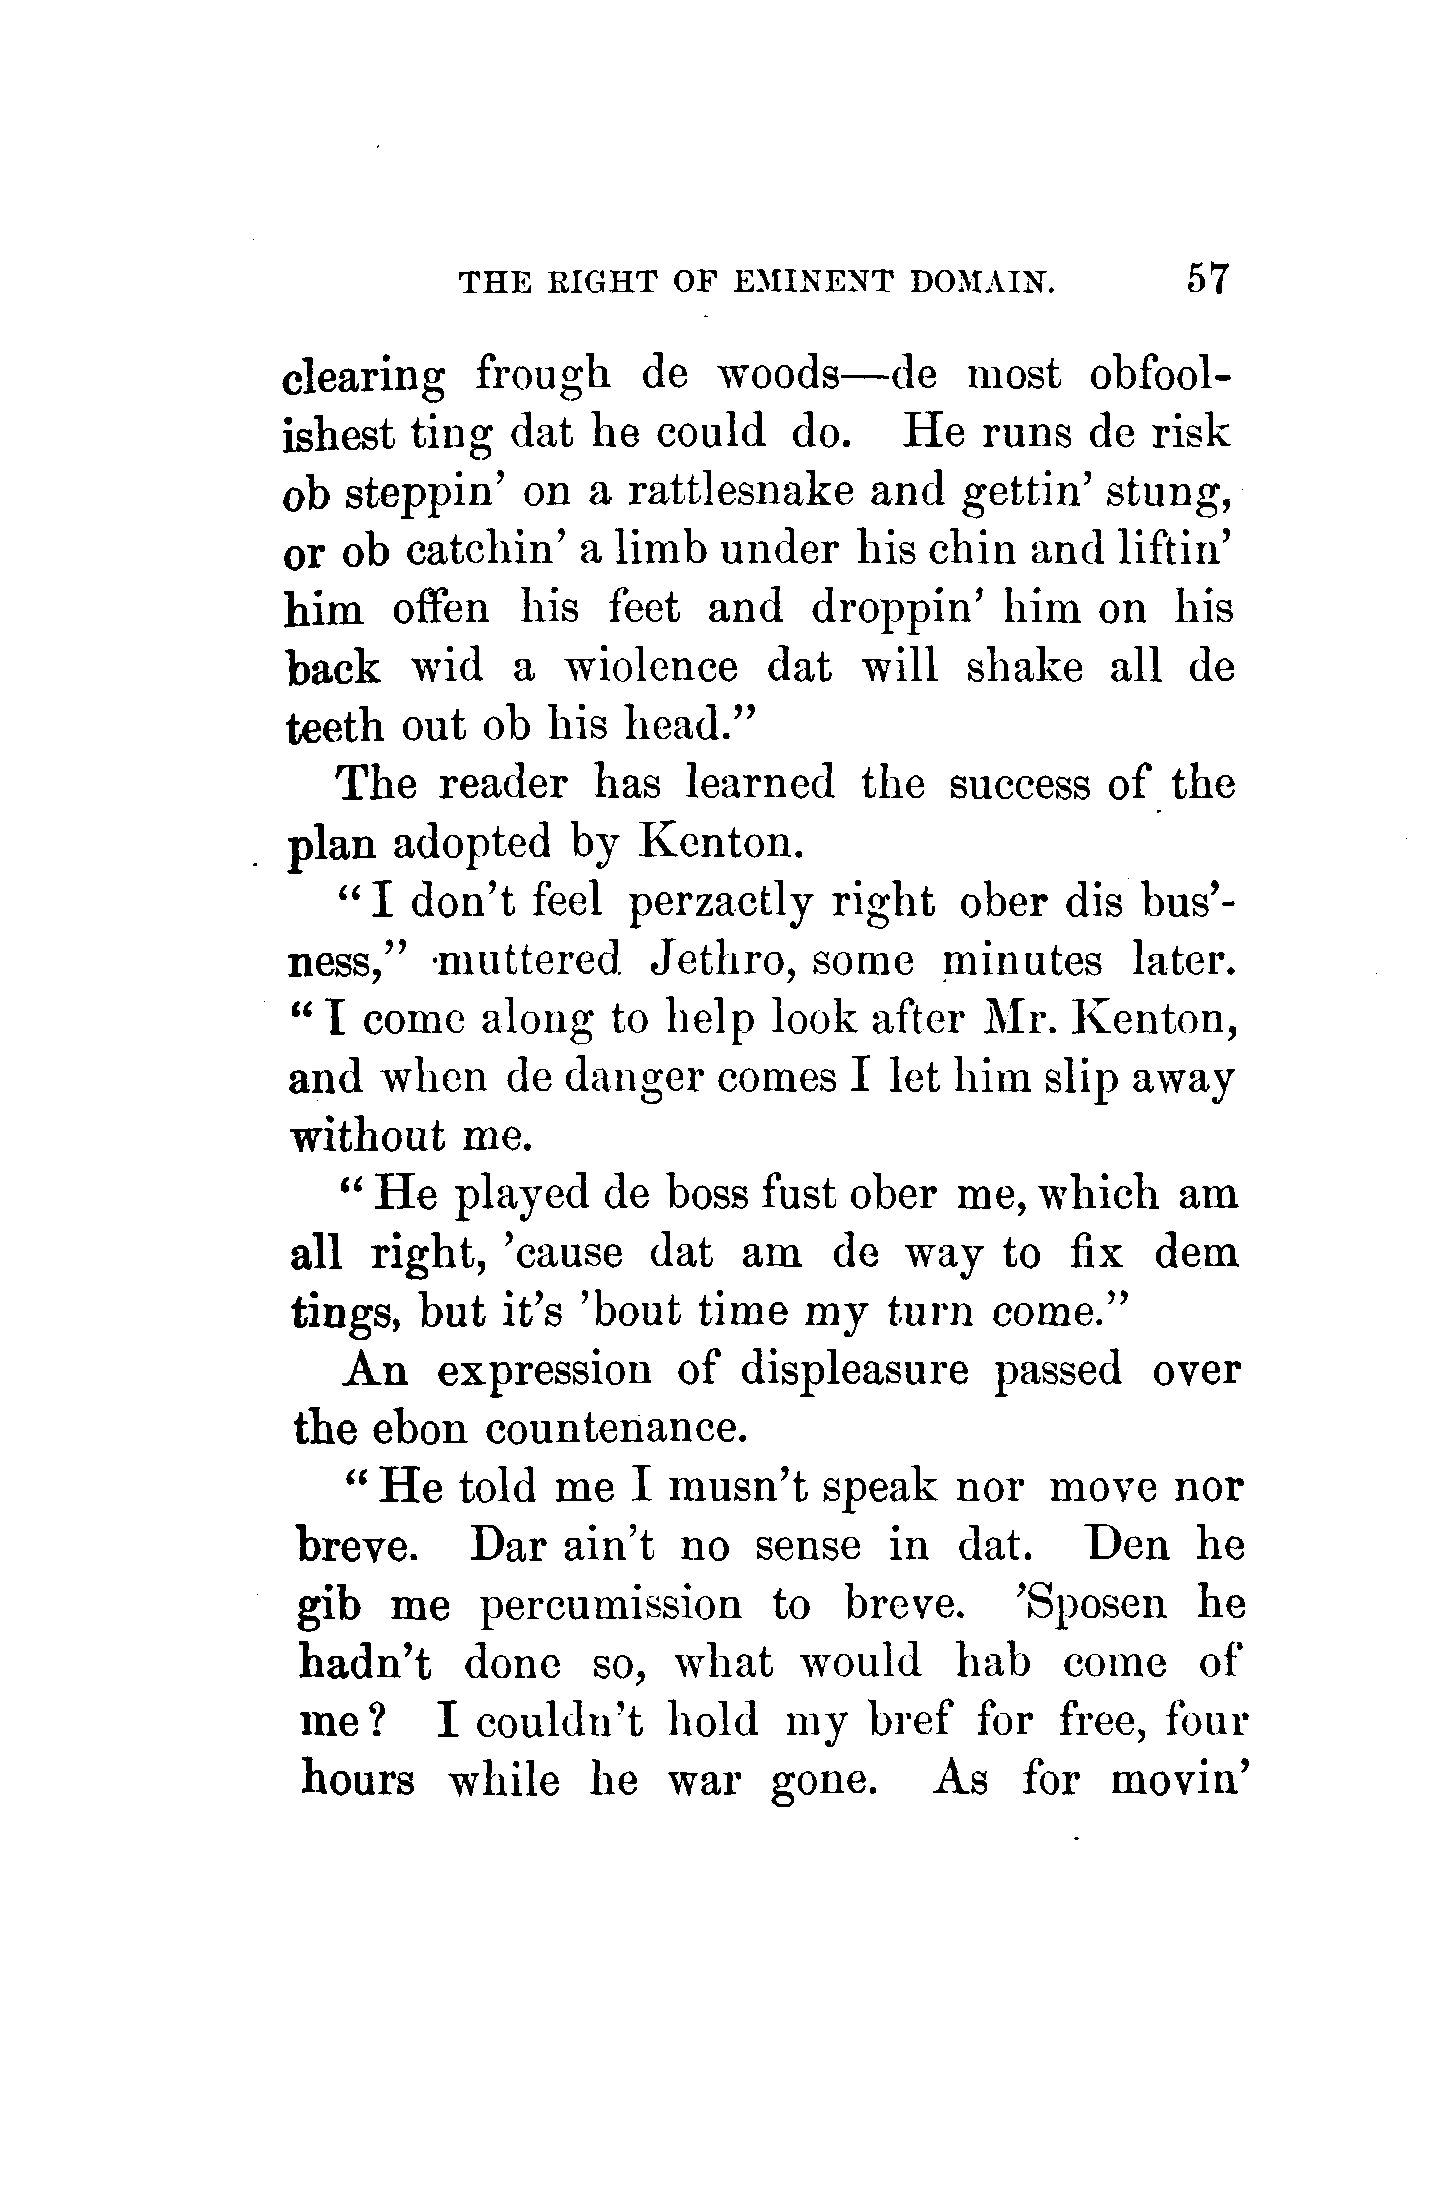 THE RIGHT OF EMINENT DOMAIN. 57
clearing frough de woods—de most obfool-
ishest ting dat he could do. He runs de risk
ob steppin’ on a rattlesnake and gettin’ stung,
or ob catchin’ a limb under his chin and liftin’
him offen his feet and droppin’ him on his
back wid a wiolence dat will shake all de
teeth out ob his head.”
The reader has learned the success of the
plan adopted by Kenton.
“I don’t feel perzactly right ober dis bus’-
ness,” muttered Jethro, some minutes later.
“I come along to help look after Mr. Kenton,
and when de danger comes I let him slip away
without me.
“He played de boss fust ober me, which am
all right, ’cause dat am de way to fix dem
tings, but it’s ’bout time my turn come.”
An expression of displeasure passed over
the ebon countenance.
“He told me I musn’t speak nor move nor
breve. Dar ain’t no sense in dat. Den he
gib me percumission to breve. ’Sposen he
hadn’t done so, what would hab come of
me? I couldn’t hold my bref for free, four
hours while he war gone. As for movin’